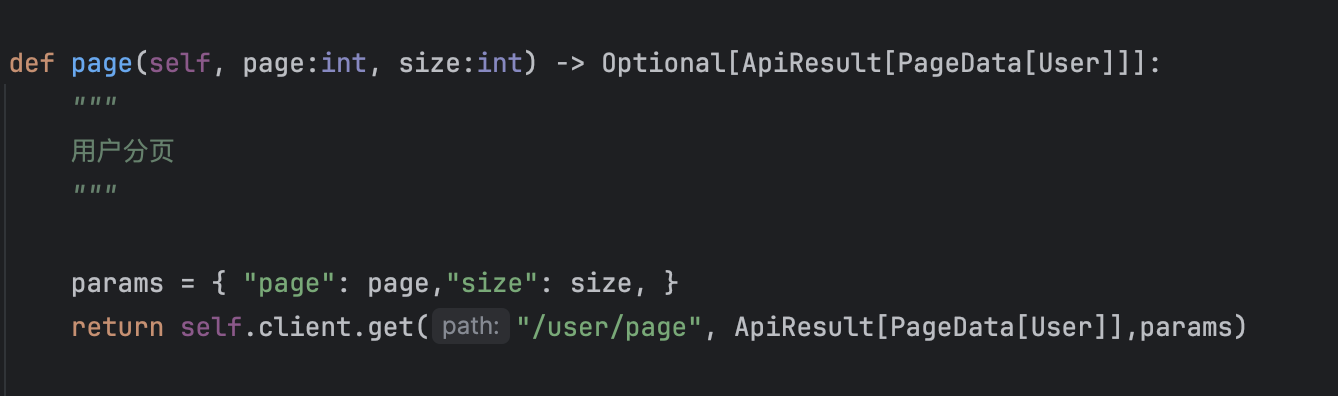 def page(self, page:int, size:int) -> Optional[ApiResult[PageData[User]]]:
"""
用户分页
"""
params = { "page": page,"size": size, }
return self.client.get(path: "/user/page", ApiResult[PageData[User]],params)